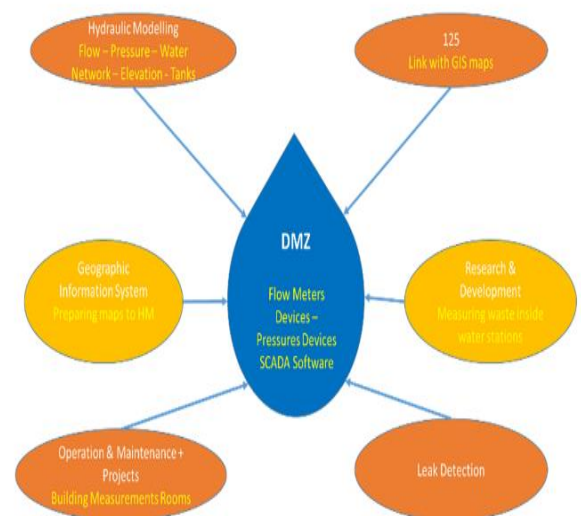 Hydraulic Modelling
Flow – Pressure – Water
Network – Elevation - Tanks
125
Link with GIS maps
DMZ
Flow Meters
Devices –
Pressures Devices
SCADA Software
Geographic
Information System
Preparing maps to HM
Research &
Development
Measuring waste inside
water stations
Operation & Maintenance +
Projects
Building Measurements Rooms
Leak Detection